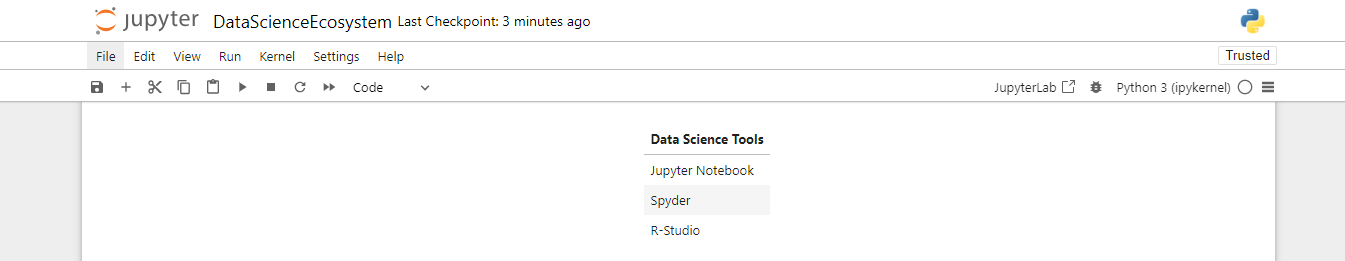 jupyter DataScienceEcosystem Last Checkpoint: 3 minutes ago
File Edit View Run Kernel Settings Help Trusted
Code JupyterLab Python 3 (ipykernel)
Data Science Tools
Jupyter Notebook
Spyder
R-Studio